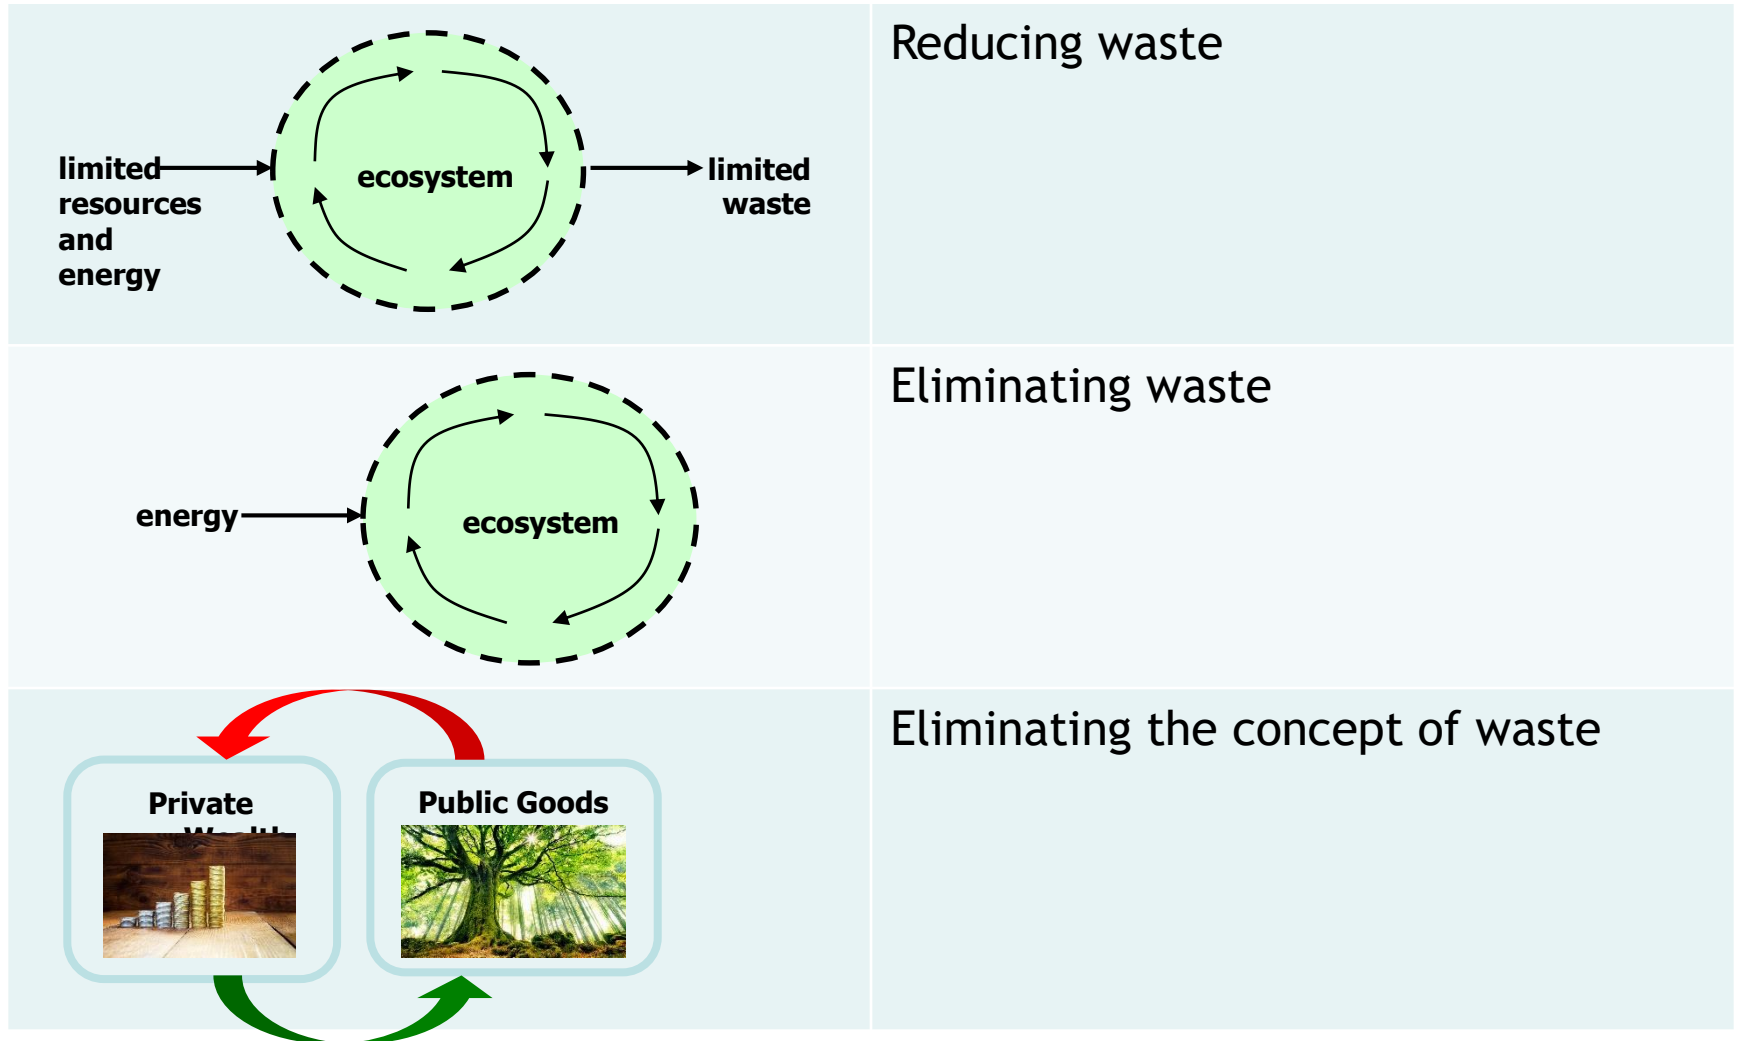 Reducing waste
limited
resources
and
energy
ecosystem
limited
waste
Eliminating waste
energy
ecosystem
Eliminating the concept of waste
Private
Public Goods